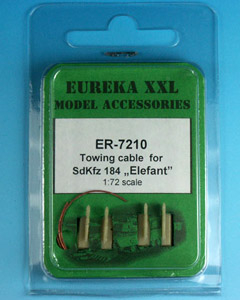 EUREKA XXL
MODEL ACCESSORIES
ER-7210
Towing cable for
SdKfz 184 „Elefant”
1:72 scale